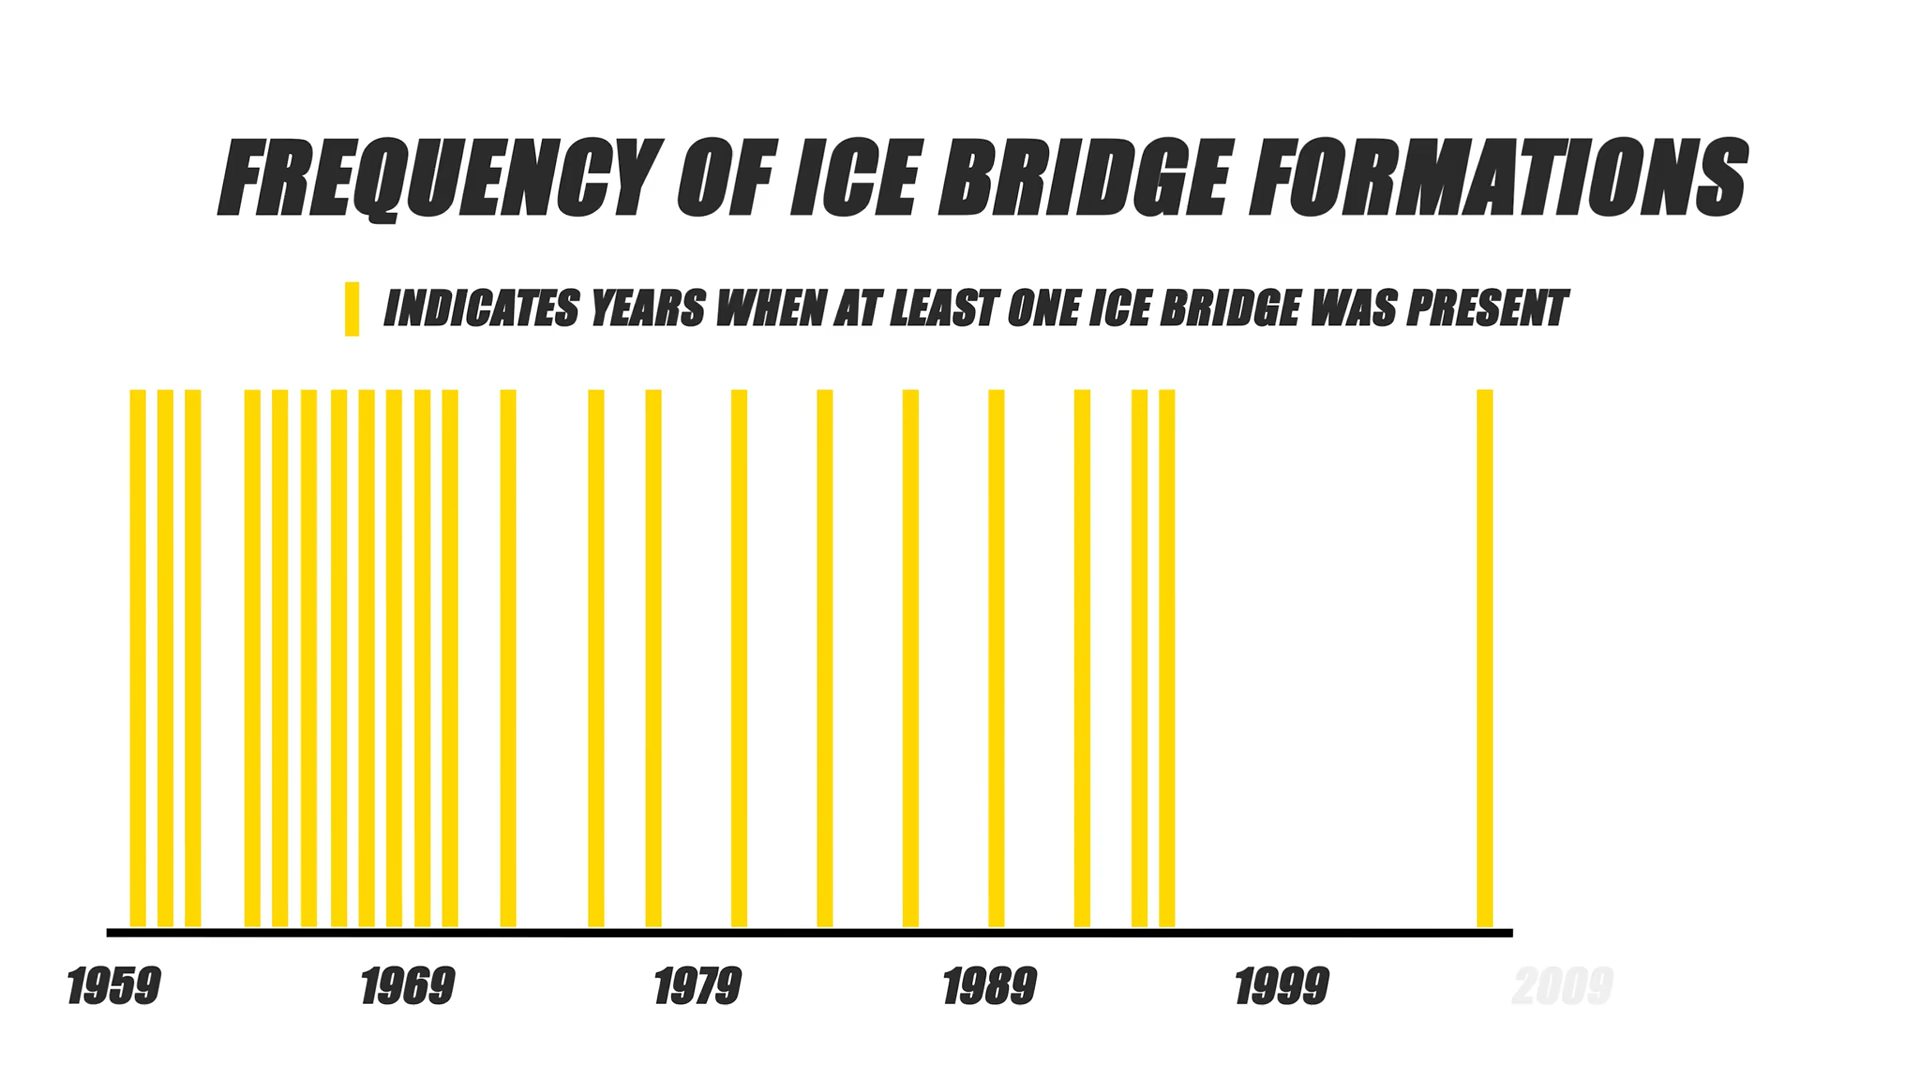 FREQUENCY OF ICE BRIDGE FORMATIONS
INDICATES YEARS WHEN AT LEAST ONE ICE BRIDGE WAS PRESENT
1959 1969 1979 1989 1999 2009